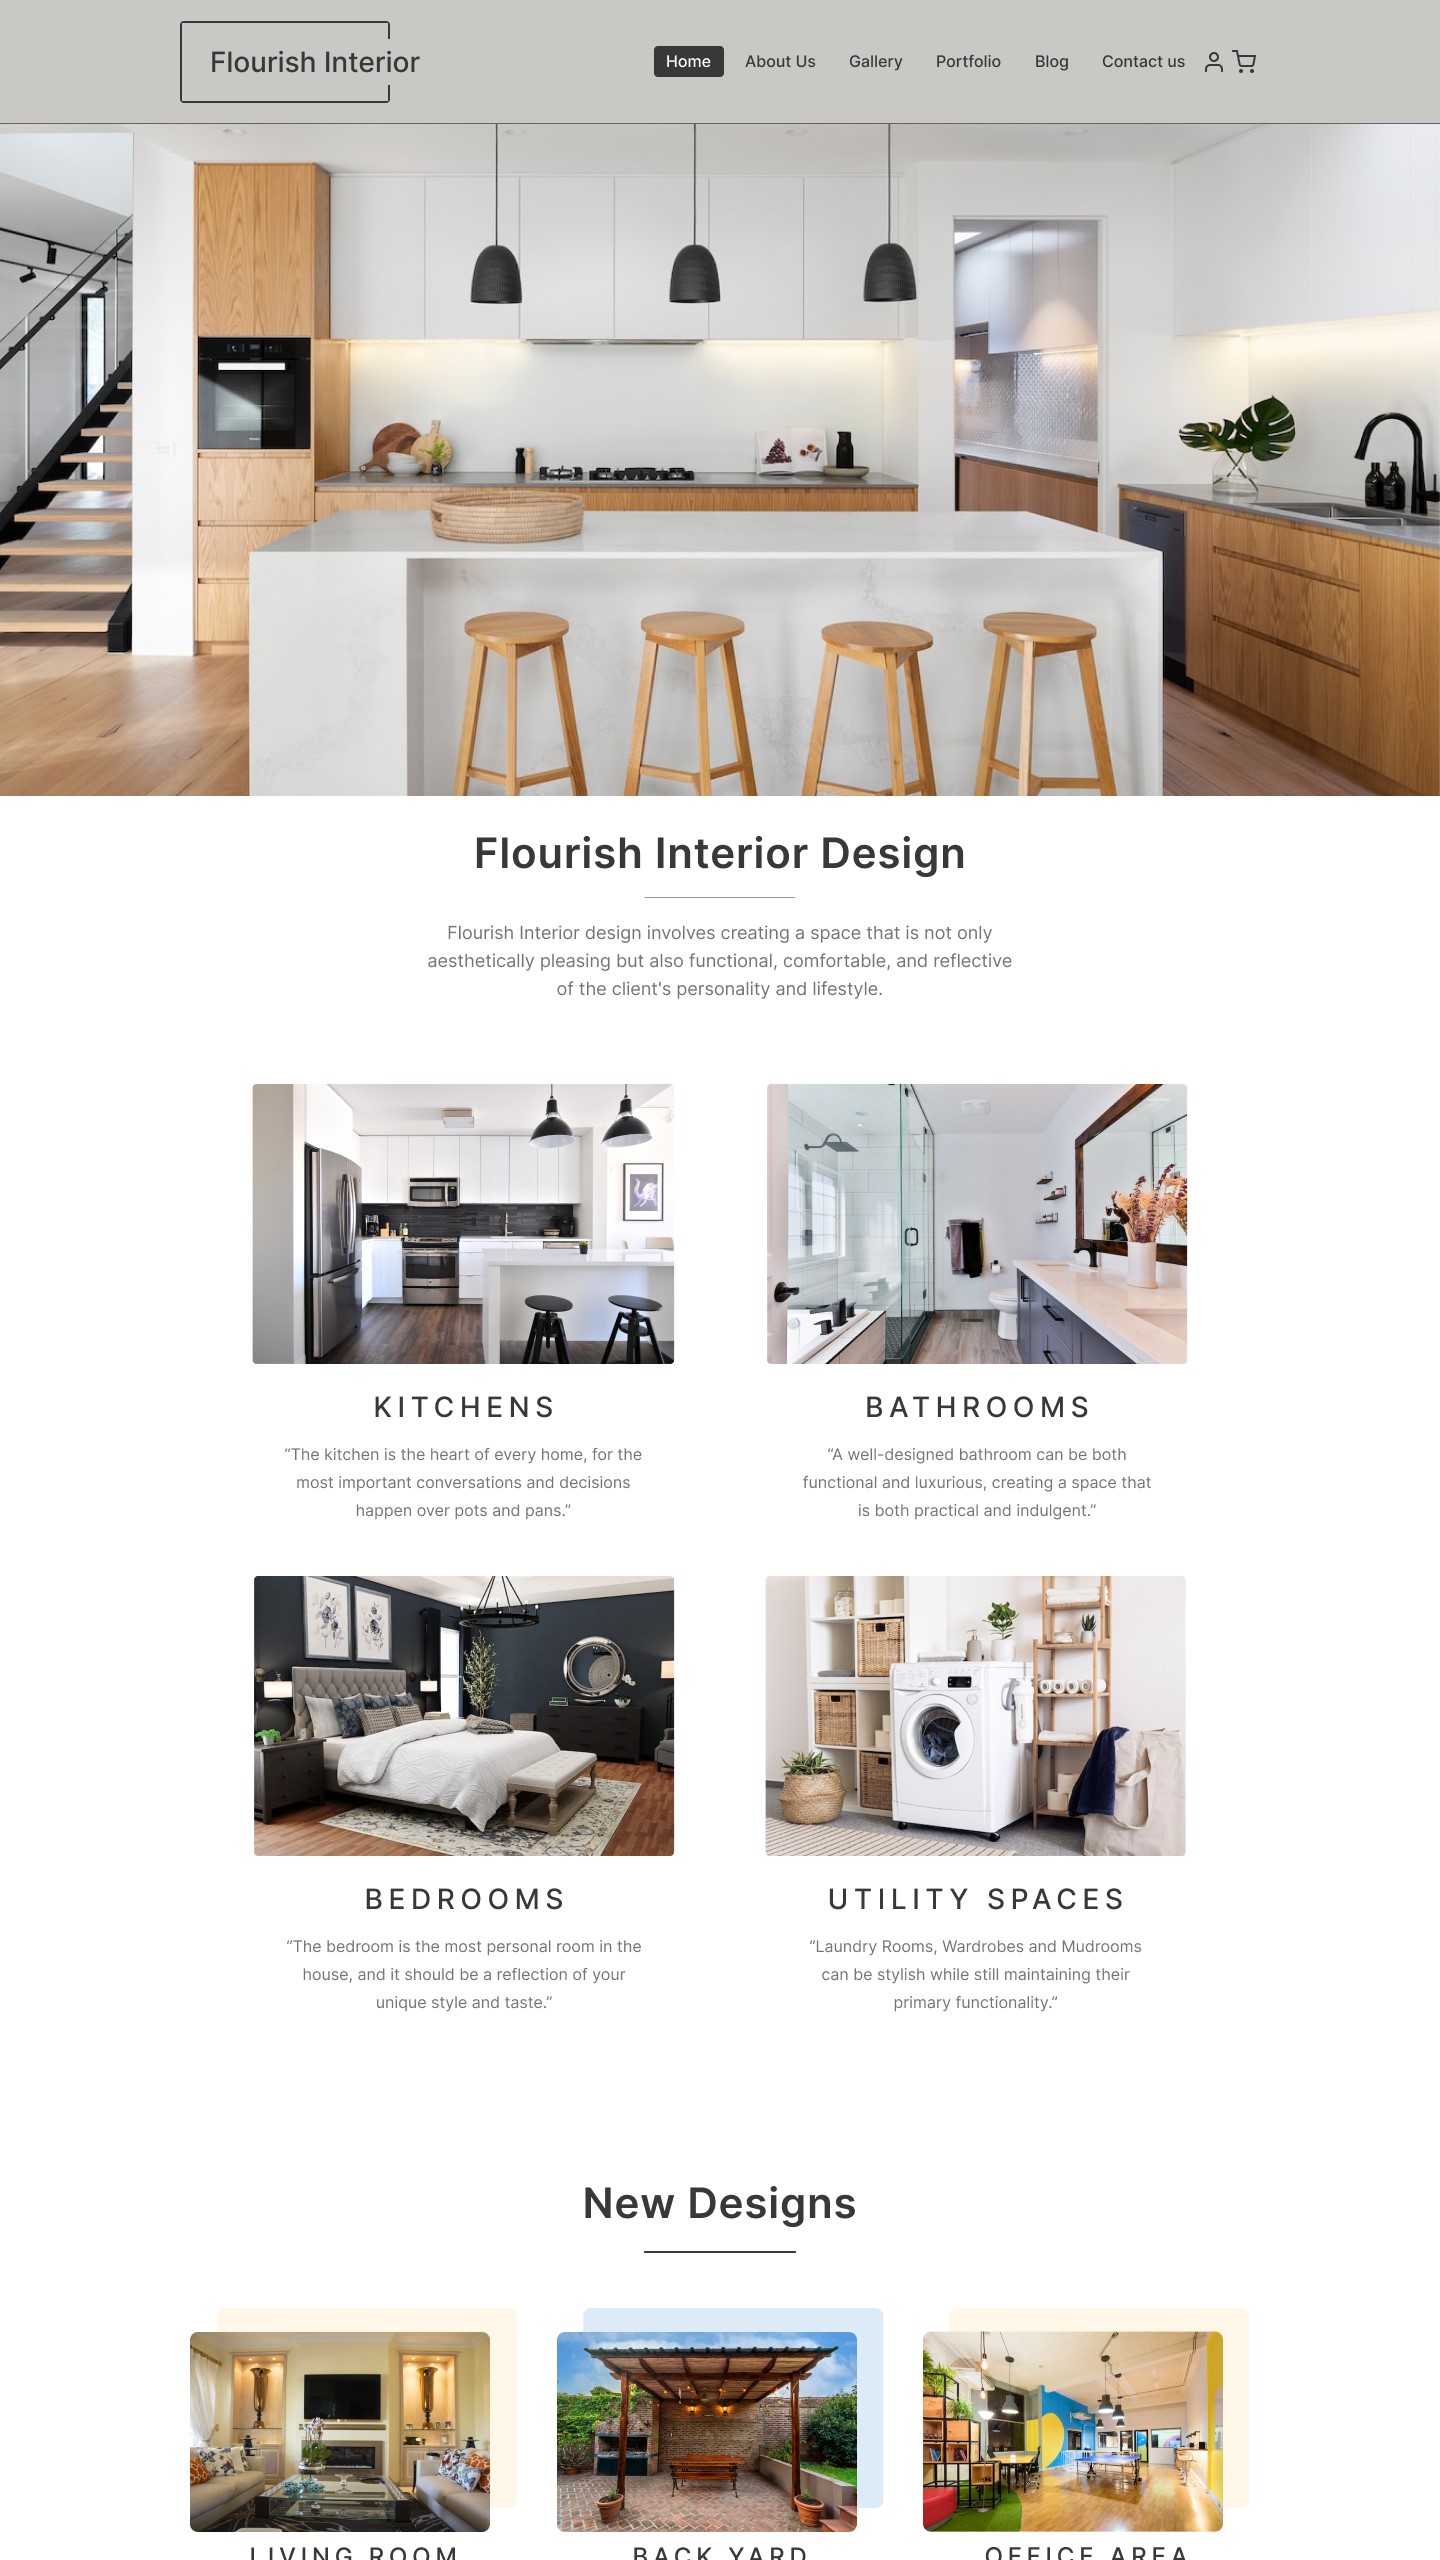 Flourish Interior
Home About Us Gallery Portfolio Blog Contact us
Flourish Interior Design
Flourish Interior design involves creating a space that is not only
aesthetically pleasing but also functional, comfortable, and reflective
of the client's personality and lifestyle.
KITCHENS
“The kitchen is the heart of every home, for the
most important conversations and decisions
happen over pots and pans.”
BATHROOMS
“A well-designed bathroom can be both
functional and luxurious, creating a space that
is both practical and indulgent.”
BEDROOMS
“The bedroom is the most personal room in the
house, and it should be a reflection of your
unique style and taste.”
UTILITY SPACES
“Laundry Rooms, Wardrobes and Mudrooms
can be stylish while still maintaining their
primary functionality.”
New Designs
LIVING ROOM
BACK YARD
OFFICE AREA